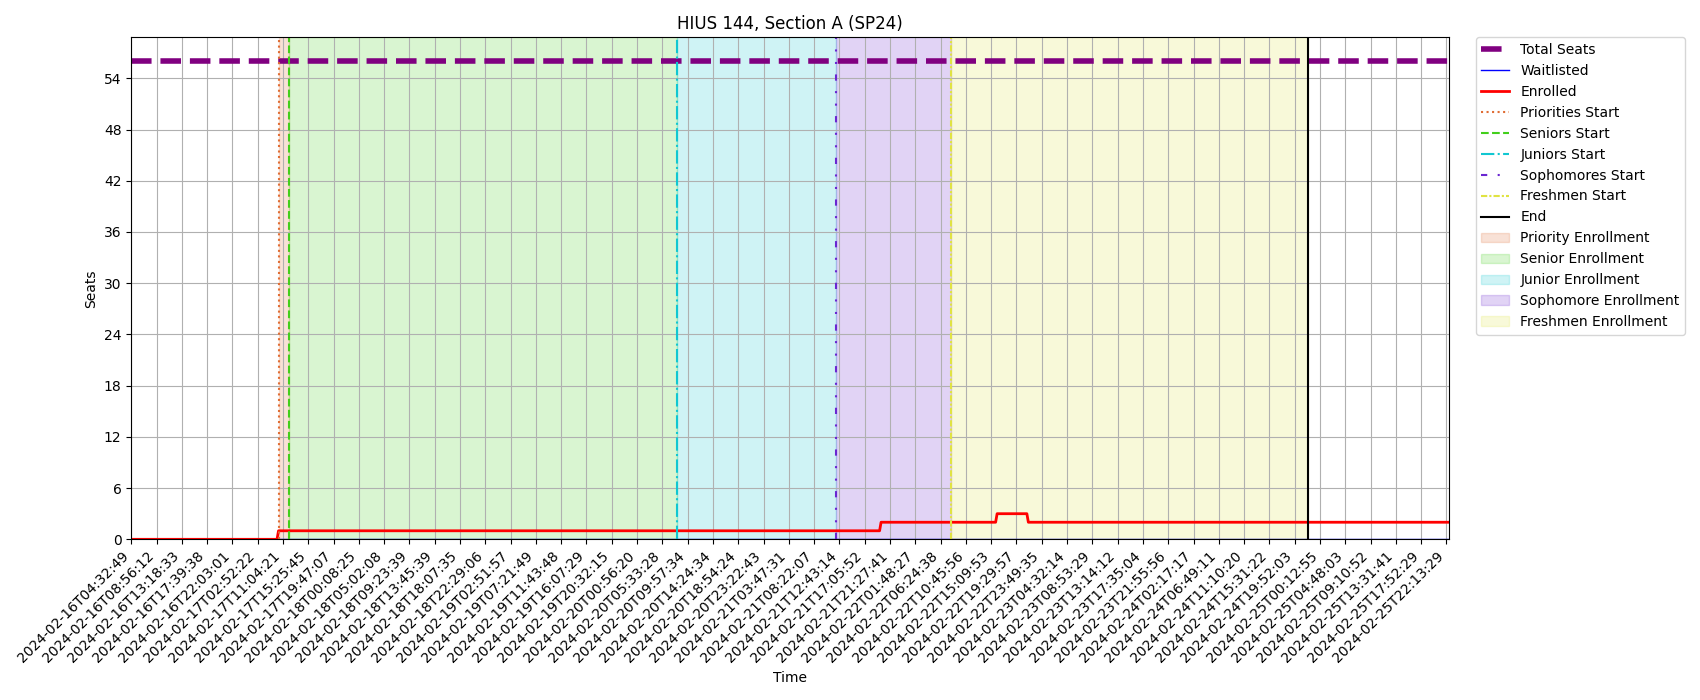 HIUS 144, Section A (SP24)
Seats
54
48
42
36
30
24
18
12
6
0
2024-02-16T04:32:49
2024-02-16T08:56:12
2024-02-16T13:18:33
2024-02-16T17:39:38
2024-02-16T22:03:01
2024-02-17T02:52:22
2024-02-17T11:04:21
2024-02-17T15:25:45
2024-02-17T19:47:07
2024-02-18T00:08:25
2024-02-18T05:02:08
2024-02-18T09:23:39
2024-02-18T13:45:39
2024-02-18T18:07:35
2024-02-18T22:29:06
2024-02-19T02:51:57
2024-02-19T07:21:49
2024-02-19T11:43:48
2024-02-19T16:07:29
2024-02-19T20:32:15
2024-02-20T00:56:20
2024-02-20T05:33:28
2024-02-20T09:57:34
2024-02-20T14:24:34
2024-02-20T18:54:24
2024-02-20T23:22:43
2024-02-21T03:47:31
2024-02-21T08:22:07
2024-02-21T12:43:14
2024-02-21T17:05:52
2024-02-21T21:27:41
2024-02-22T01:48:27
2024-02-22T06:24:38
2024-02-22T10:45:56
2024-02-22T15:09:53
2024-02-22T19:29:57
2024-02-22T23:49:35
2024-02-23T04:32:14
2024-02-23T08:53:29
2024-02-23T13:14:12
2024-02-23T17:35:04
2024-02-23T21:55:56
2024-02-24T02:17:17
2024-02-24T06:49:11
2024-02-24T11:10:20
2024-02-24T15:31:22
2024-02-24T19:52:03
2024-02-25T00:12:55
2024-02-25T04:48:03
2024-02-25T09:10:52
2024-02-25T13:31:41
2024-02-25T17:52:29
2024-02-25T22:13:29
Time
Total Seats
Waitlisted
Enrolled
Priorities Start
Seniors Start
Juniors Start
Sophomores Start
Freshmen Start
End
Priority Enrollment
Senior Enrollment
Junior Enrollment
Sophomore Enrollment
Freshmen Enrollment